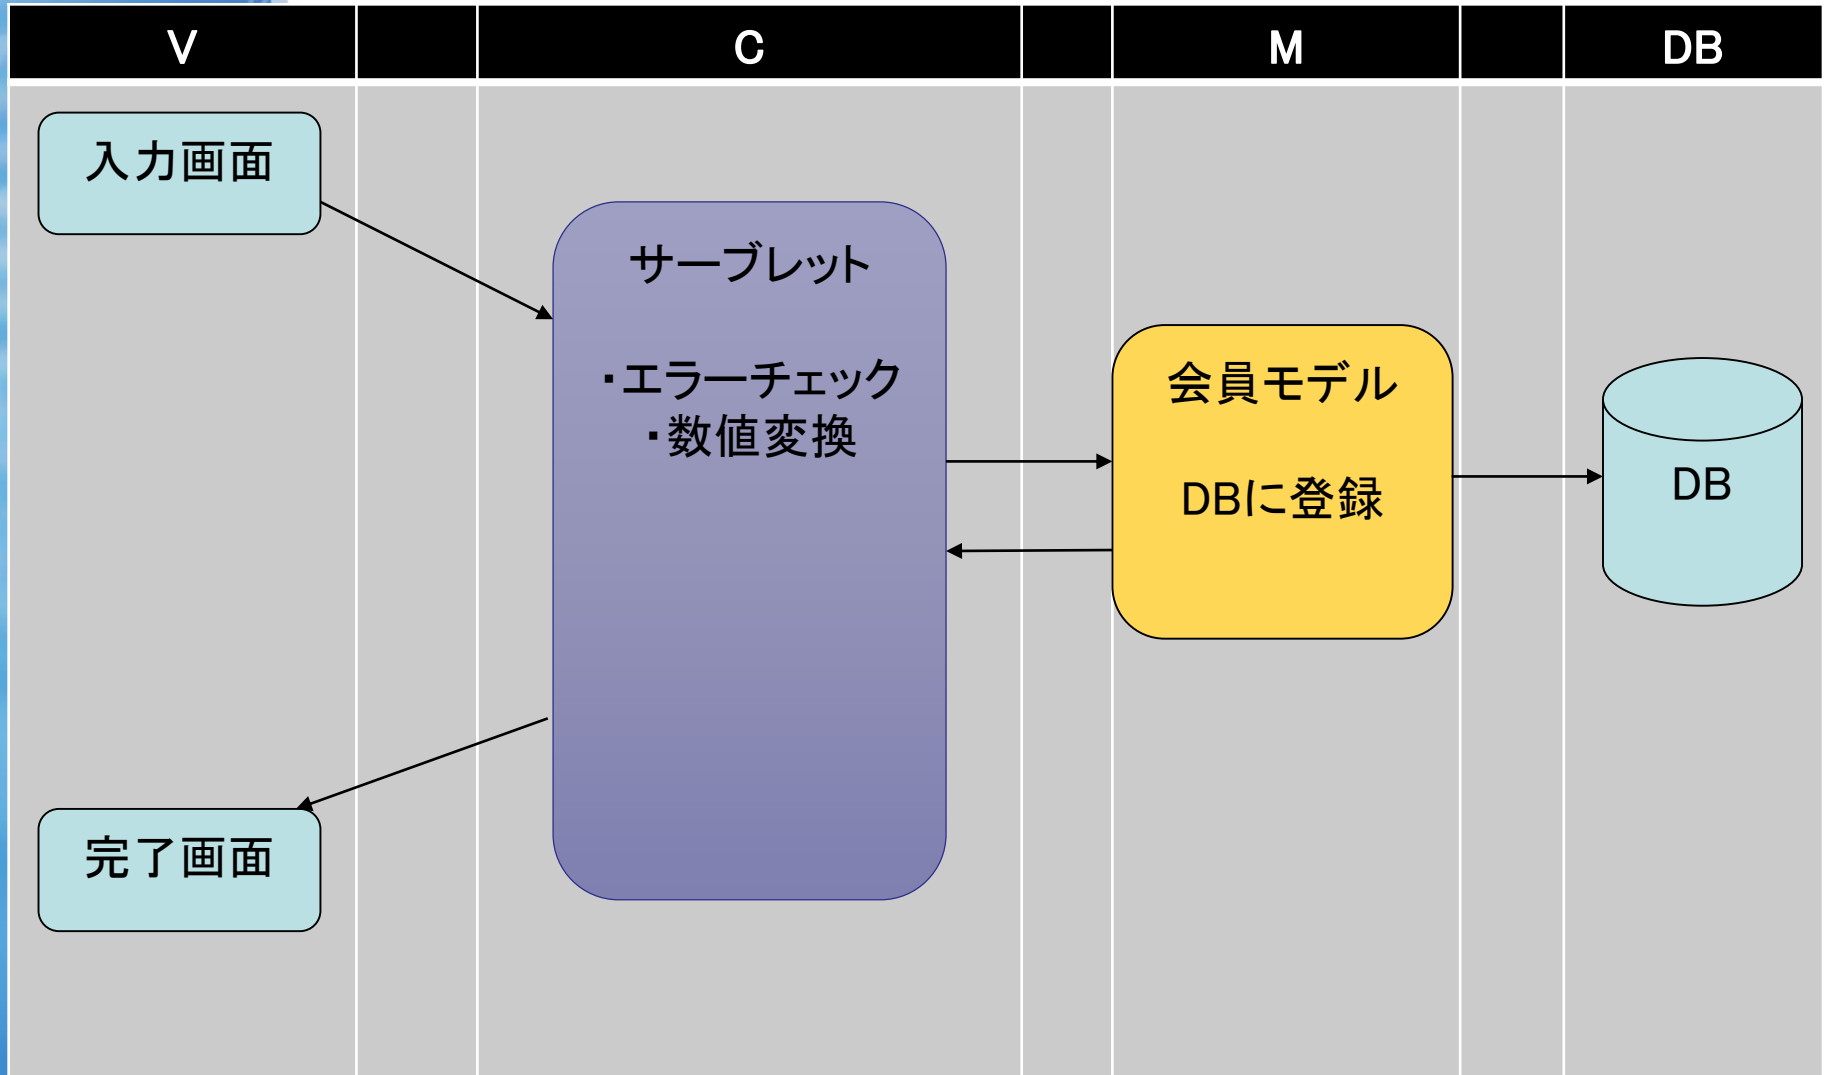 V
C
M
DB
入力画面
サーブレット
・エラーチェック
・数値変換
会員モデル
DBに登録
DB
完了画面